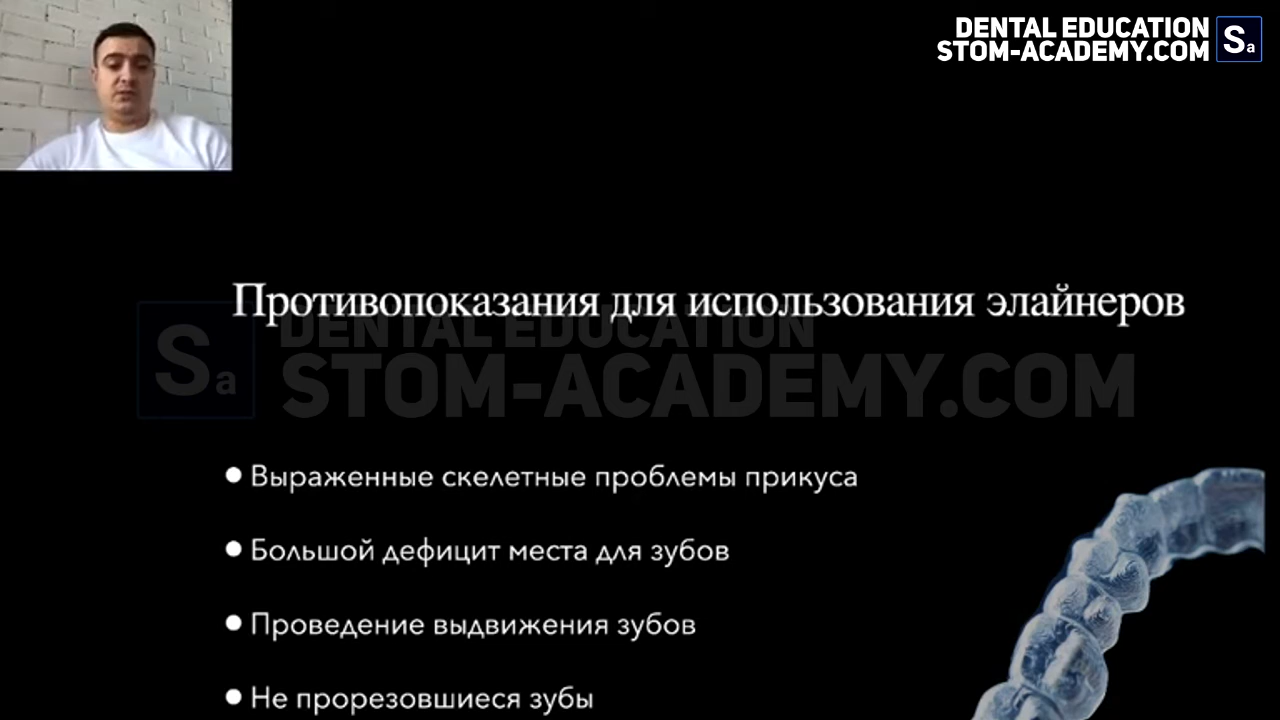 DENTAL EDUCATION
STOM-ACADEMY.COM
Sa
Противопоказания для использования элайнеров
Sa
DENTAL EDUCATION
STOM-ACADEMY.COM
● Выраженные скелетные проблемы прикуса
● Большой дефицит места для зубов
● Проведение выдвижения зубов
● Не прорезовшиеся зубы